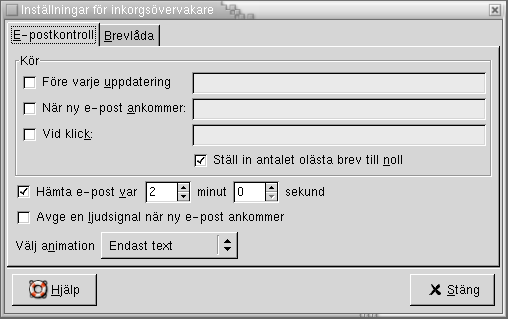 Inställningar för inkorgsövervakare
E-postkontroll
Brevlåda
Kör
Före varje uppdatering
När ny e-post ankommer:
Vid klick:
Ställ in antalet olästa brev till noll
Hämta e-post var 2 minut 0 sekund
Avge en ljudsignal när ny e-post ankommer
Välj animation Endast text
Hjälp
Stäng